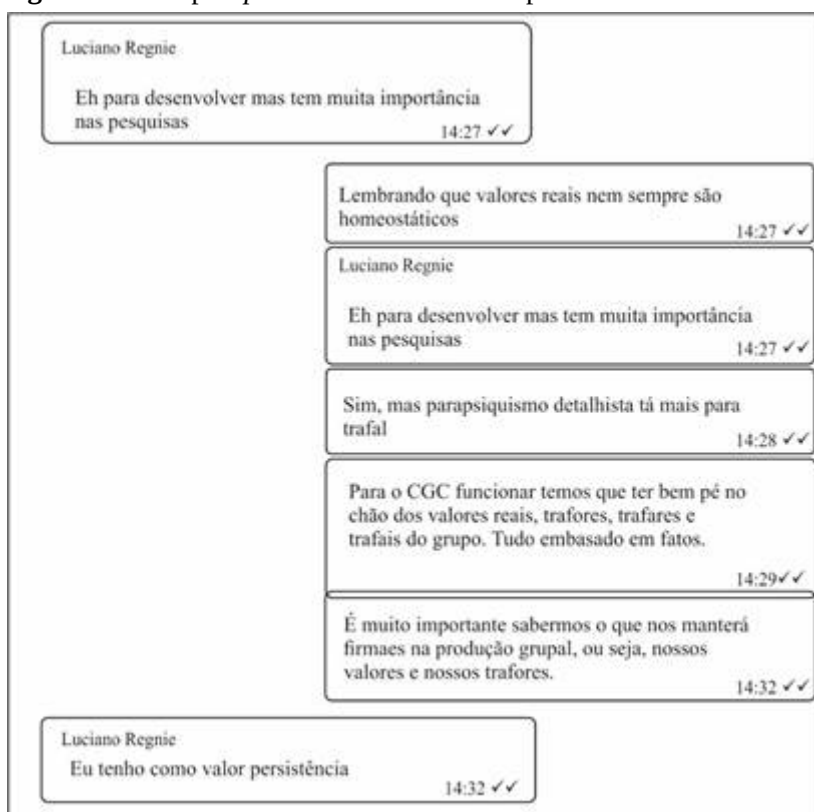 Luciano Regnie
Eh para desenvolver mas tem muita importância
nas pesquisas
14:27 ✓✓
Lembrando que valores reais nem sempre são
homeostáticos
14:27 ✓✓
Luciano Regnie
Eh para desenvolver mas tem muita importância
nas pesquisas
14:27 ✓✓
Sim, mas parapsiquismo detalhista tá mais para
trafal
14:28 ✓✓
Para o CGC funcionar temos que ter bem pé no
chão dos valores reais, trafores, trafares e
trafais do grupo. Tudo embasado em fatos.
14:29✓✓
É muito importante sabermos o que nos manterá
firmaes na produção grupal, ou seja, nossos
valores e nossos trafores.
14:32 ✓✓
Luciano Regnie
Eu tenho como valor persistência
14:32 ✓✓